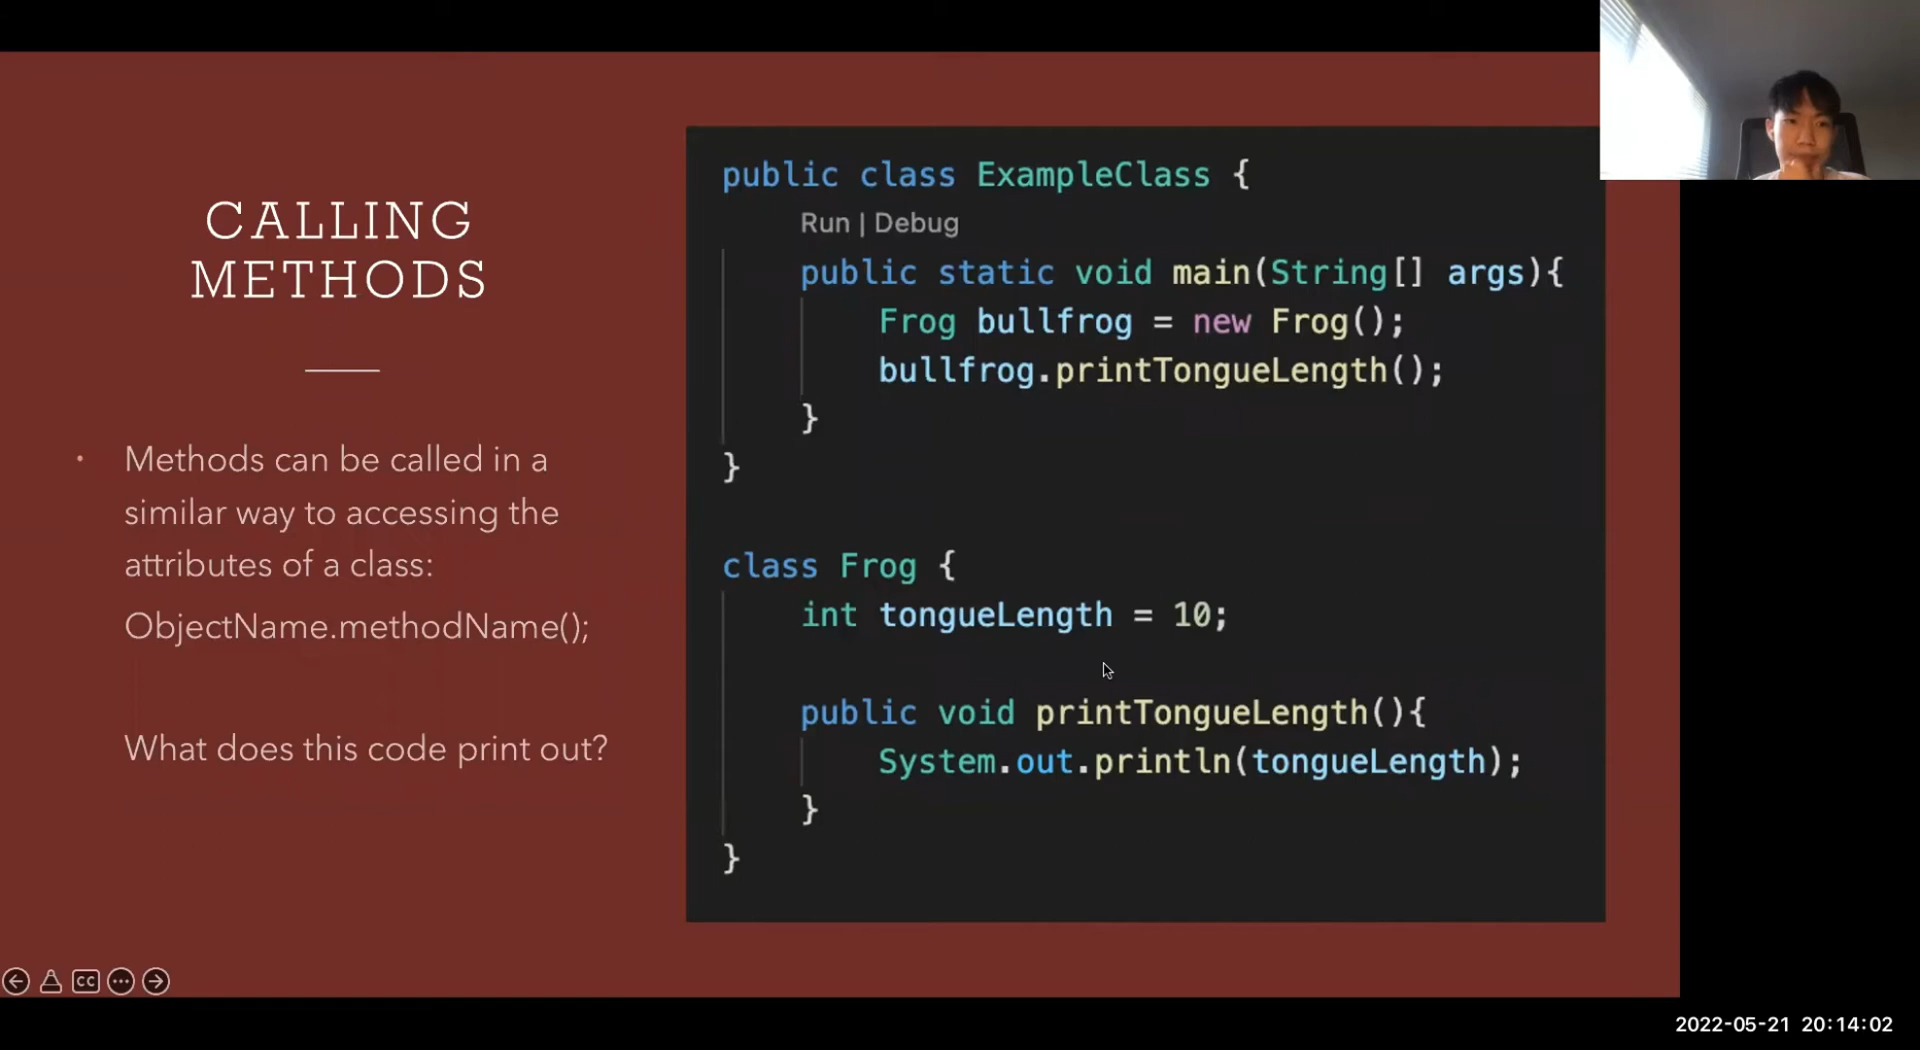 CALLING
METHODS
• Methods can be called in a
similar way to accessing the
attributes of a class:
ObjectName.methodName();
What does this code print out?
public class ExampleClass {
Run | Debug
public static void main(String[] args){
Frog bullfrog = new Frog();
bullfrog.printTongueLength();
}
}
class Frog {
int tongueLength = 10;
public void printTongueLength(){
System.out.println(tongueLength);
}
}
CC
2022-05-21 20:14:02